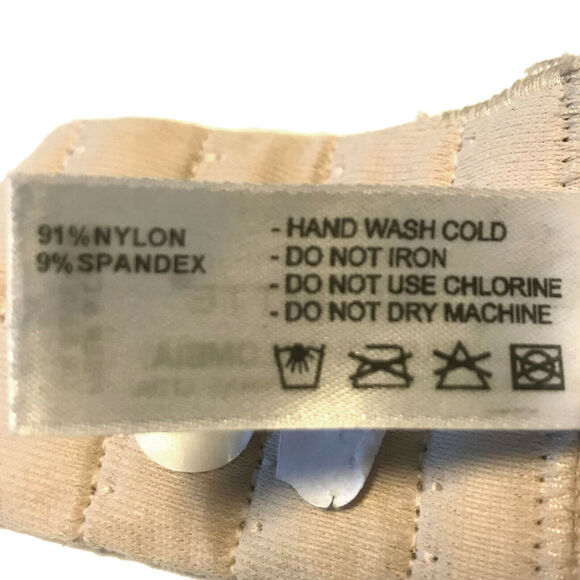 91%NYLON
9%SPANDEX
- HAND WASH COLD
- DO NOT IRON
- DO NOT USE CHLORINE
- DO NOT DRY MACHINE